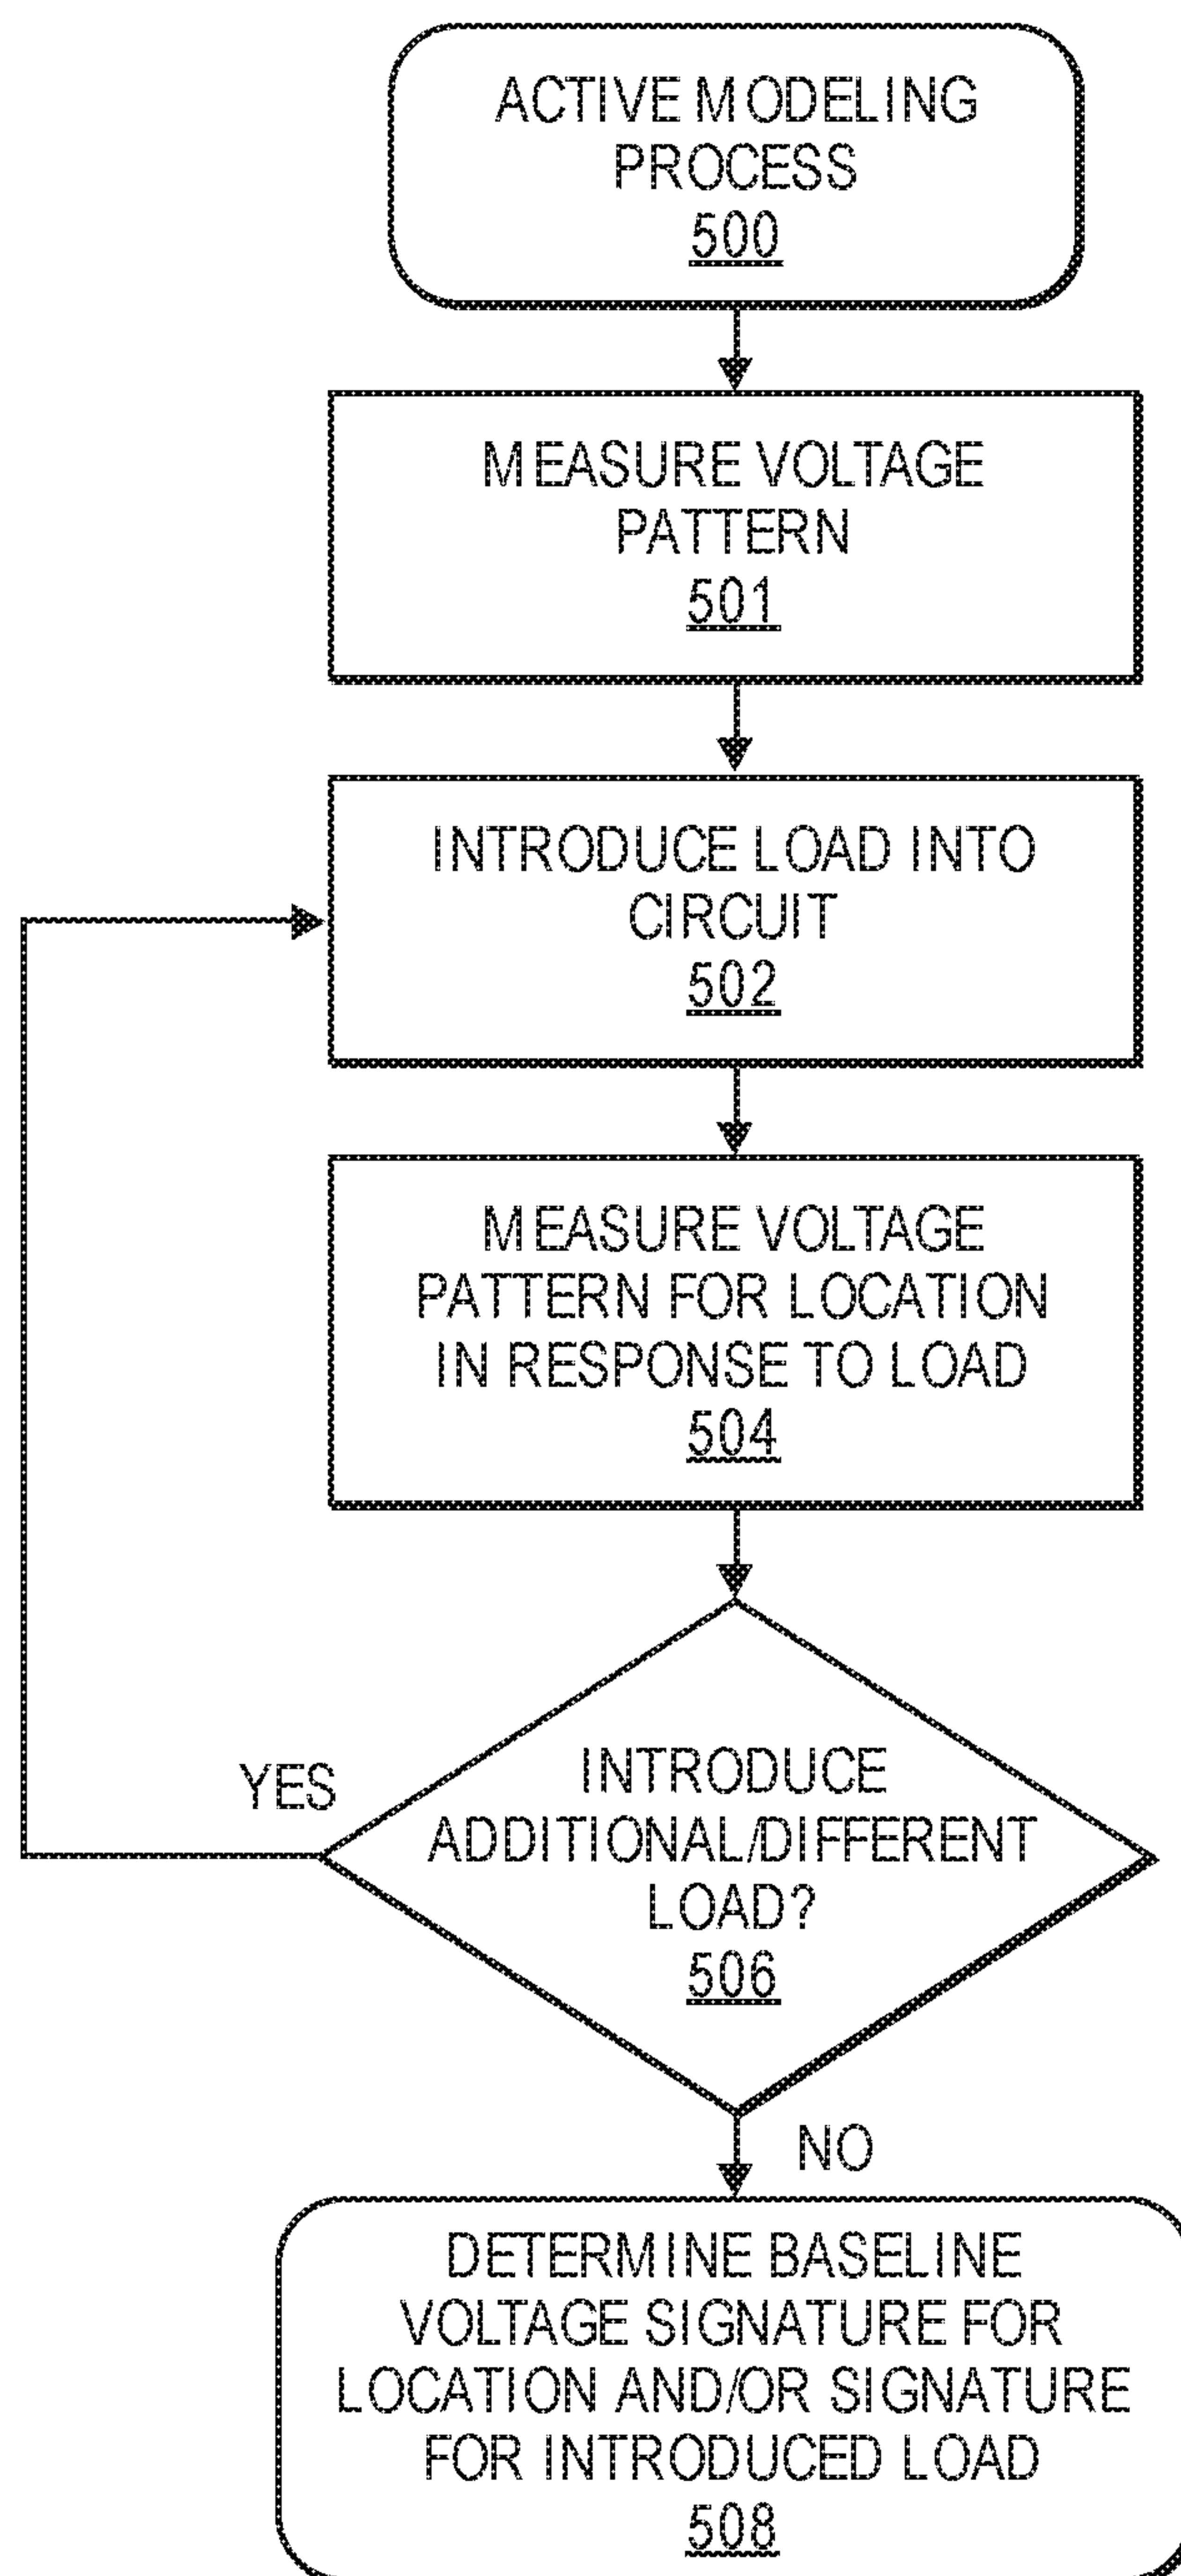 ACTIVE MODELING
PROCESS
500
MEASURE VOLTAGE
PATTERN
501
INTRODUCE LOAD INTO
CIRCUIT
502
MEASURE VOLTAGE
PATTERN FOR LOCATION
IN RESPONSE TO LOAD
504
YES
INTRODUCE
ADDITIONAL/DIFFERENT
LOAD?
506
NO
DETERMINE BASELINE
VOLTAGE SIGNATURE FOR
LOCATION AND/OR SIGNATURE
FOR INTRODUCED LOAD
508